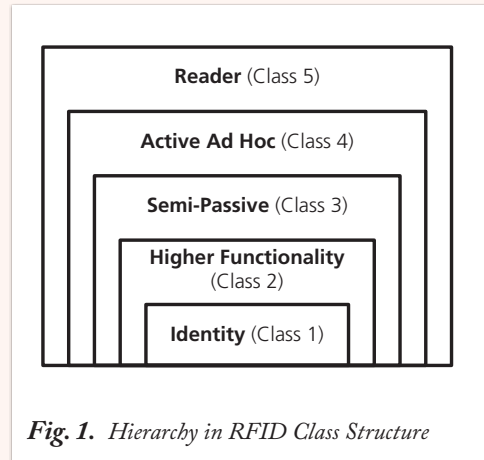 Reader (Class 5)
Active Ad Hoc (Class 4)
Semi-Passive (Class 3)
Higher Functionality
(Class 2)
Identity (Class 1)
Fig. 1. Hierarchy in RFID Class Structure